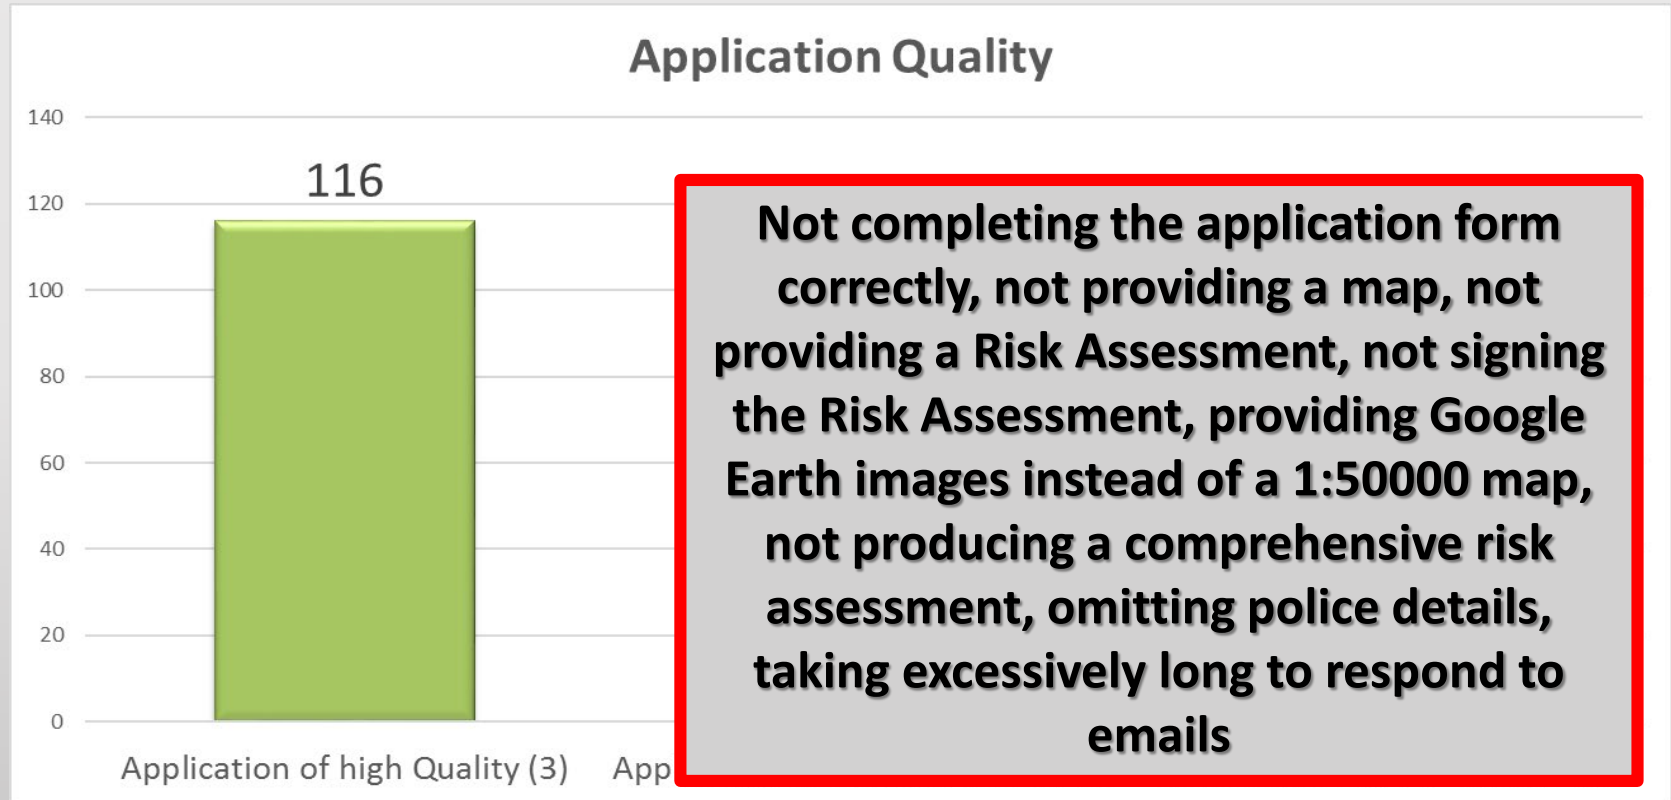 Application Quality
140
120
100
80
60
40
20
0
116
Application of high Quality (3)
Not completing the application form
correctly, not providing a map, not
providing a Risk Assessment, not signing
the Risk Assessment, providing Google
Earth images instead of a 1:50000 map,
not producing a comprehensive risk
assessment, omitting police details,
taking excessively long to respond to
emails